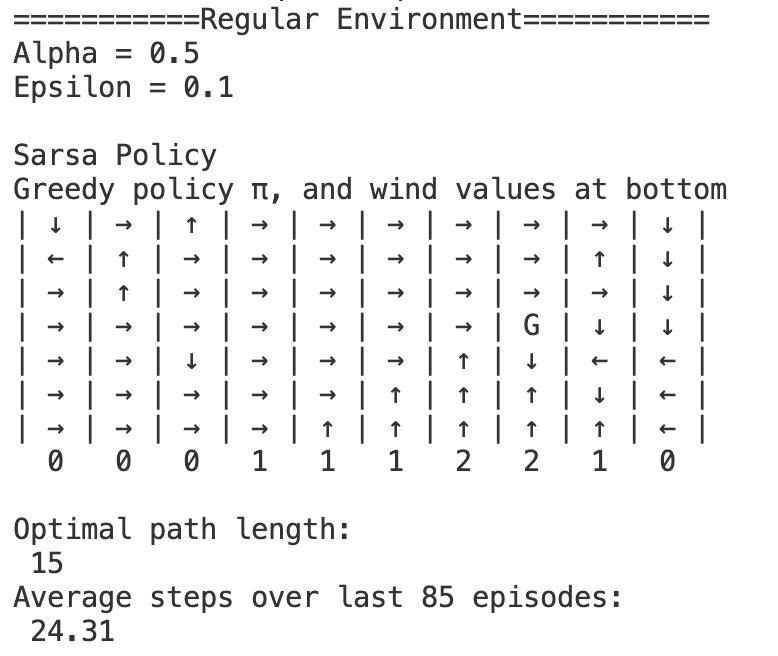 ===========Regular Environment===========
Alpha = 0.5
Epsilon = 0.1
Sarsa Policy
Greedy policy π, and wind values at bottom
| ↓ | → | ↑ | → | → | → | → | → | → | ↓ |
| ← | ↑ | → | → | → | → | → | → | ↑ | ↓ |
| → | ↑ | → | → | → | → | → | → | → | ↓ |
| → | → | → | → | → | → | → | G | ↓ | ↓ |
| → | → | ↓ | → | → | → | ↑ | ↓ | ← | ← |
| → | → | → | → | → | ↑ | ↑ | ↑ | ↓ | ← |
| → | → | → | → | ↑ | ↑ | ↑ | ↑ | ↑ | ← |
0 0 0 1 1 1 2 2 1 0
Optimal path length:
15
Average steps over last 85 episodes:
24.31